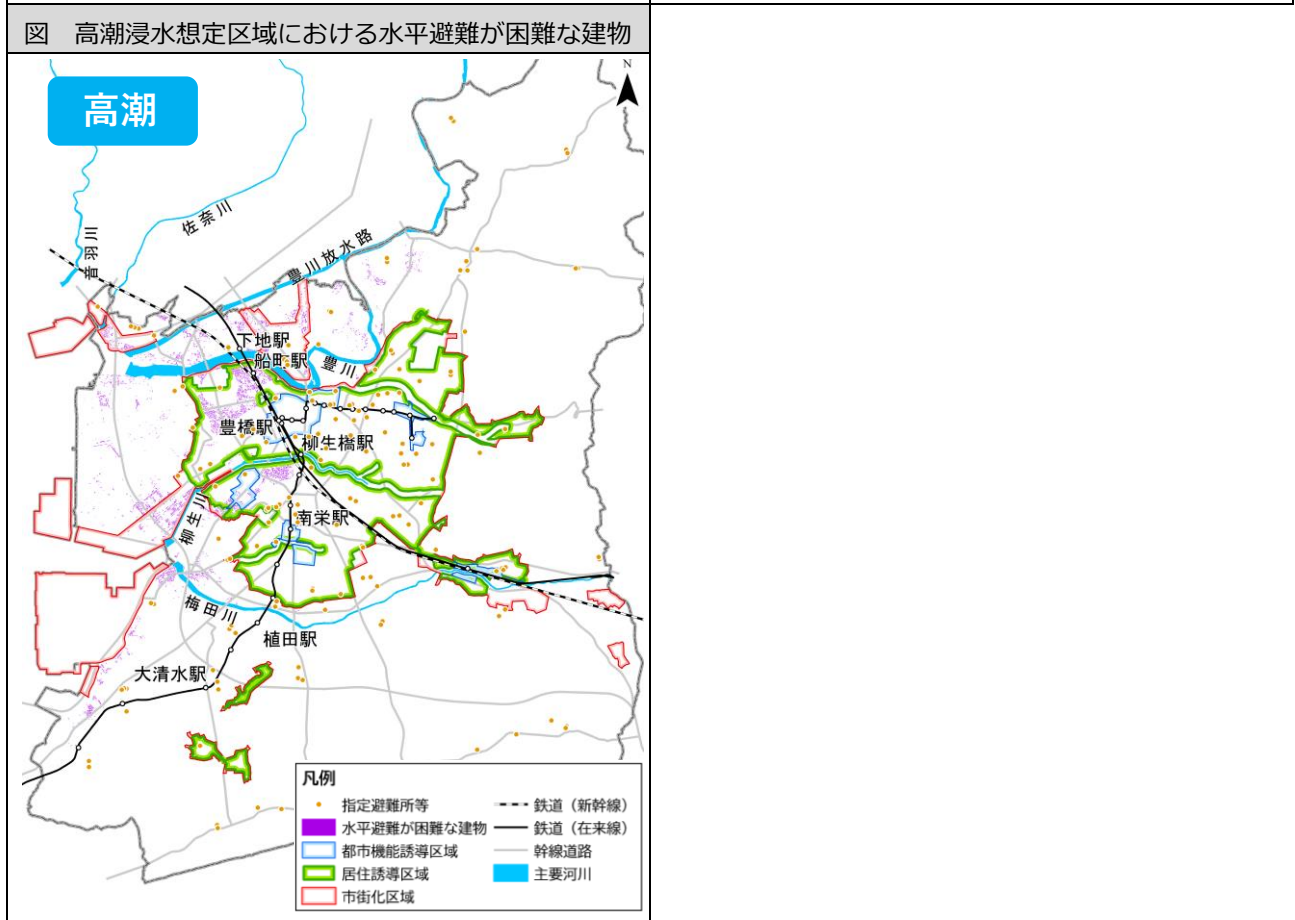 図 高潮浸水想定区域における水平避難が困難な建物
N
高潮
佐奈川
音羽川
豊川放水路
下地駅
船町駅
豊川
豊橋駅
柳生橋駅
柳生川
南栄駅
梅田川
植田駅
大清水駅
凡例
指定避難所等
水平避難が困難な建物
都市機能誘導区域
居住誘導区域
市街化区域
鉄道（新幹線）
鉄道（在来線）
幹線道路
主要河川